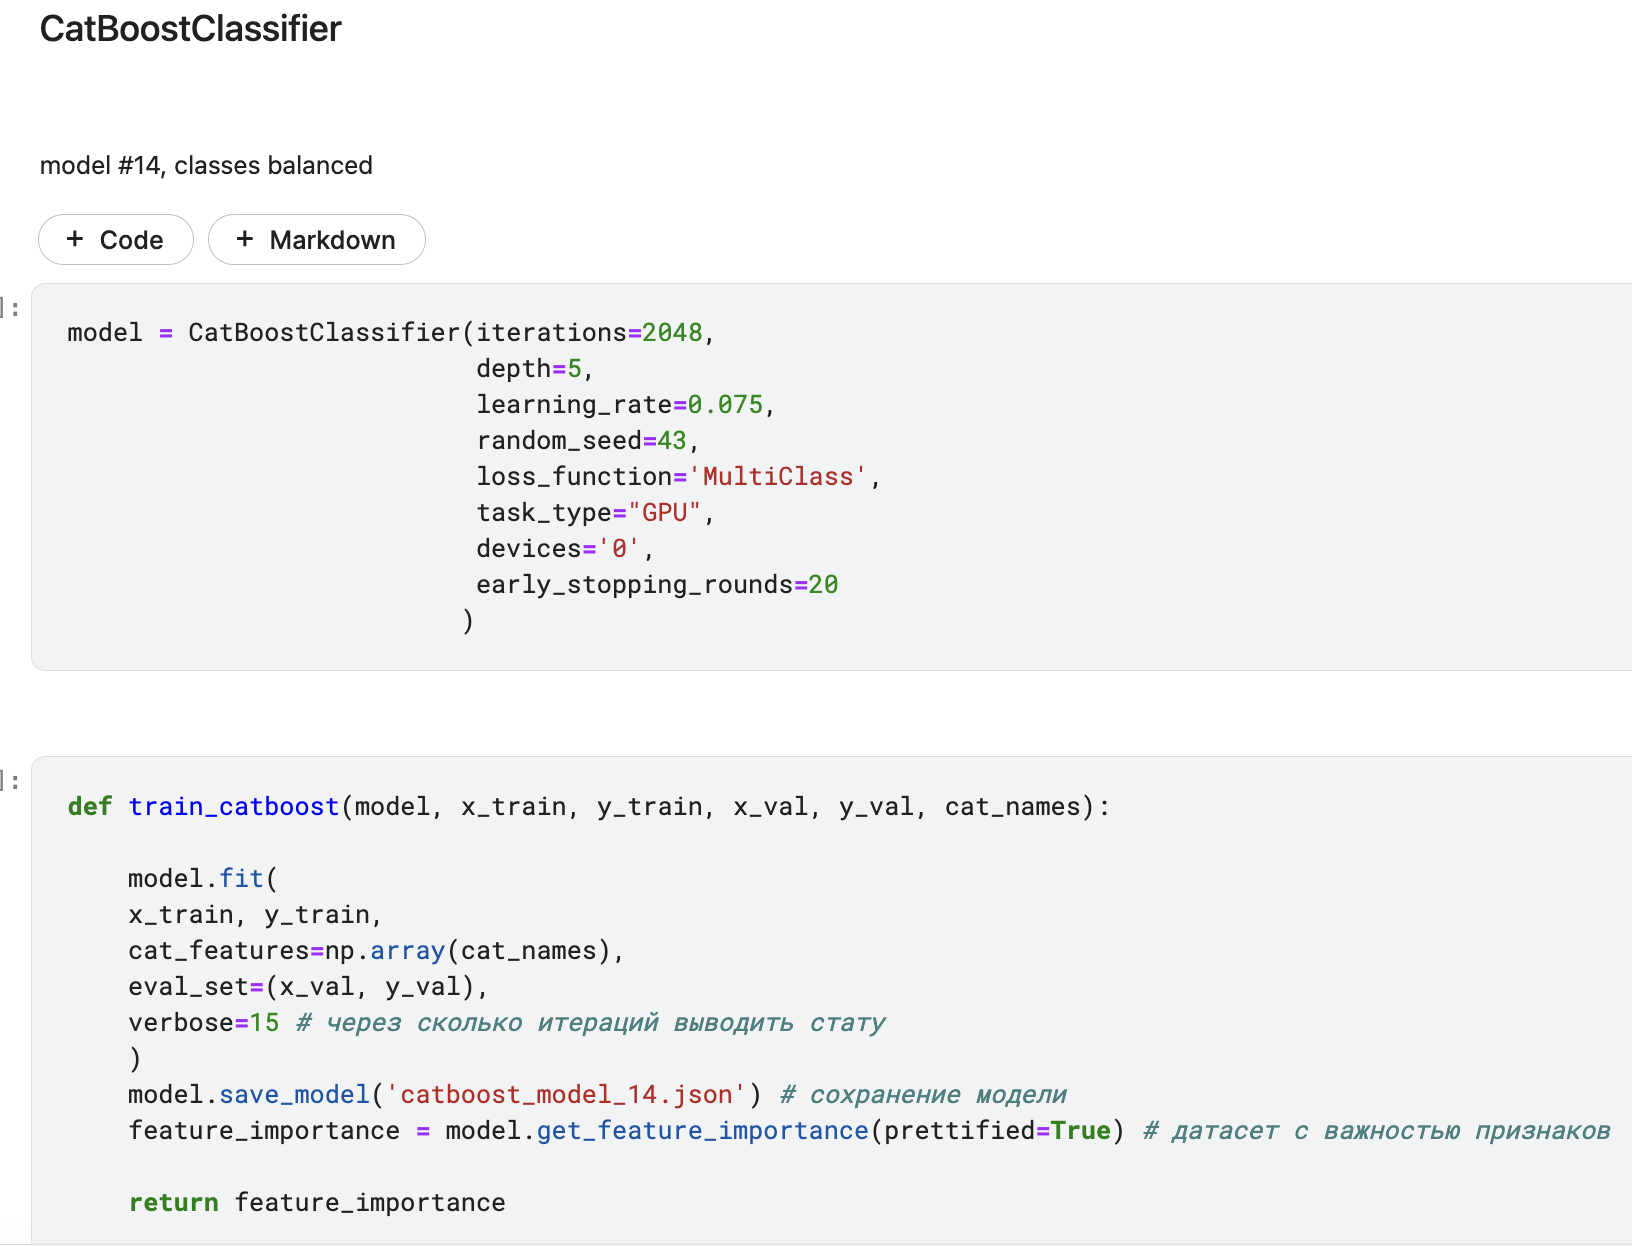 CatBoostClassifier
model #14, classes balanced
+ Code + Markdown
]:
model = CatBoostClassifier(iterations=2048,
depth=5,
learning_rate=0.075,
random_seed=43,
loss_function='MultiClass',
task_type="GPU",
devices='0',
early_stopping_rounds=20
)
]:
def train_catboost(model, x_train, y_train, x_val, y_val, cat_names):
model.fit(
x_train, y_train,
cat_features=np.array(cat_names),
eval_set=(x_val, y_val),
verbose=15 # через сколько итераций выводить стату
)
model.save_model('catboost_model_14.json') # сохранение модели
feature_importance = model.get_feature_importance(prettified=True) # датасет с важностью признаков
return feature_importance